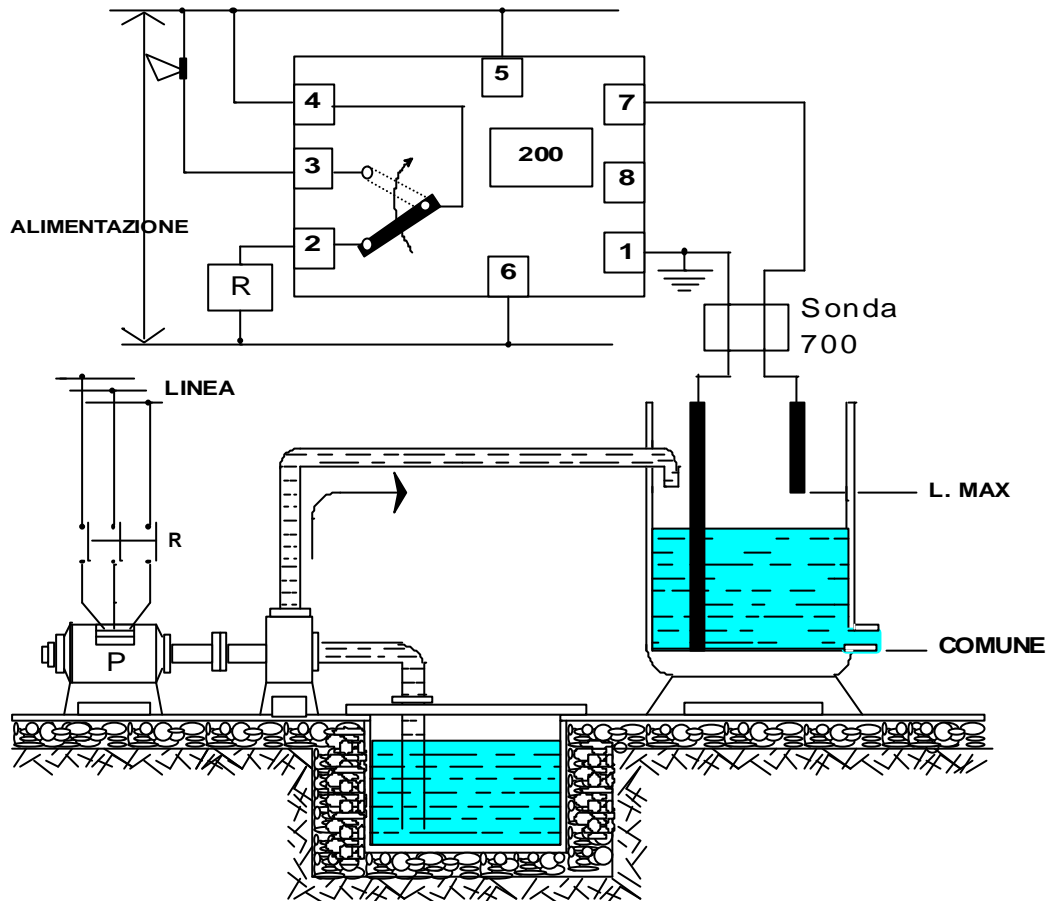 5
4
7
200
3
8
ALIMENTAZIONE
2
1
6
R
Sonda
700
LINEA
L. MAX
R
P
COMUNE